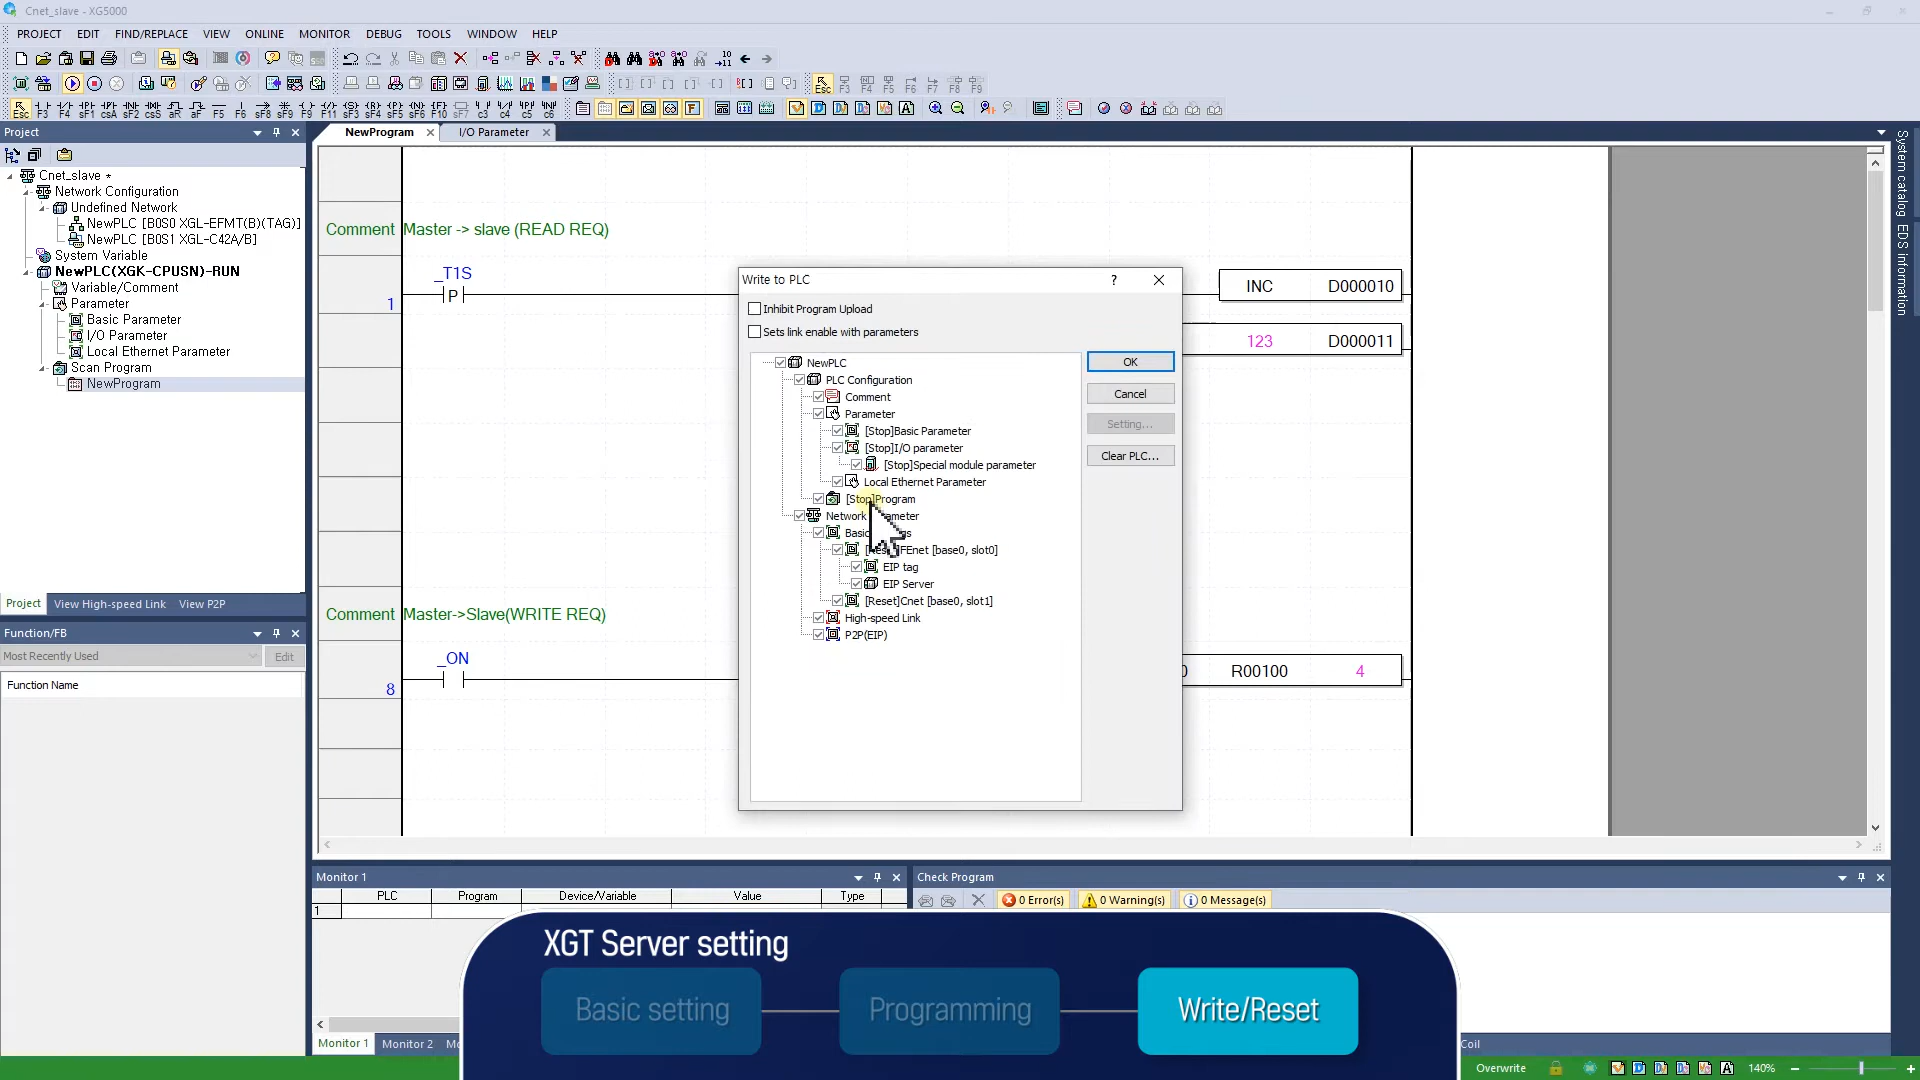 Cnet_slave - XG5000
PROJECT EDIT FIND/REPLACE VIEW ONLINE MONITOR DEBUG TOOLS WINDOW HELP
Project
NewProgram
I/O Parameter
Cnet_slave *
Network Configuration
Undefined Network
NewPLC [B0S0 XGL-EFMT(B)(TAG)]
NewPLC [B0S1 XGL-C42A/B]
System Variable
NewPLC(XGK-CPUSN)-RUN
Variable/Comment
Parameter
Basic Parameter
I/O Parameter
Local Ethernet Parameter
Scan Program
NewProgram
Project View High-speed Link View P2P
Function/FB
Most Recently Used
Edit
Function Name
Comment Master -> slave (READ REQ)
_T1S
P
1
INC D000010
123 D000011
Comment Master->Slave(WRITE REQ)
_ON
8
R00100 4
Write to PLC
?
Inhibit Program Upload
Sets link enable with parameters
NewPLC
PLC Configuration
Comment
Parameter
[Stop]Basic Parameter
[Stop]I/O parameter
[Stop]Special module parameter
Local Ethernet Parameter
[Stop]Program
Network
EIP tag
EIP Server
[Reset]Cnet [base0, slot1]
High-speed Link
P2P(EIP)
OK
Cancel
Setting...
Clear PLC...
System catalog
EDS information
Monitor 1
PLC Program Device/Variable Value Type
1
Monitor 1 Monitor 2
Check Program
0 Error(s) 0 Warning(s) 0 Message(s)
Coil
XGT Server setting
Basic setting
Programming
Write/Reset
Overwrite
140%